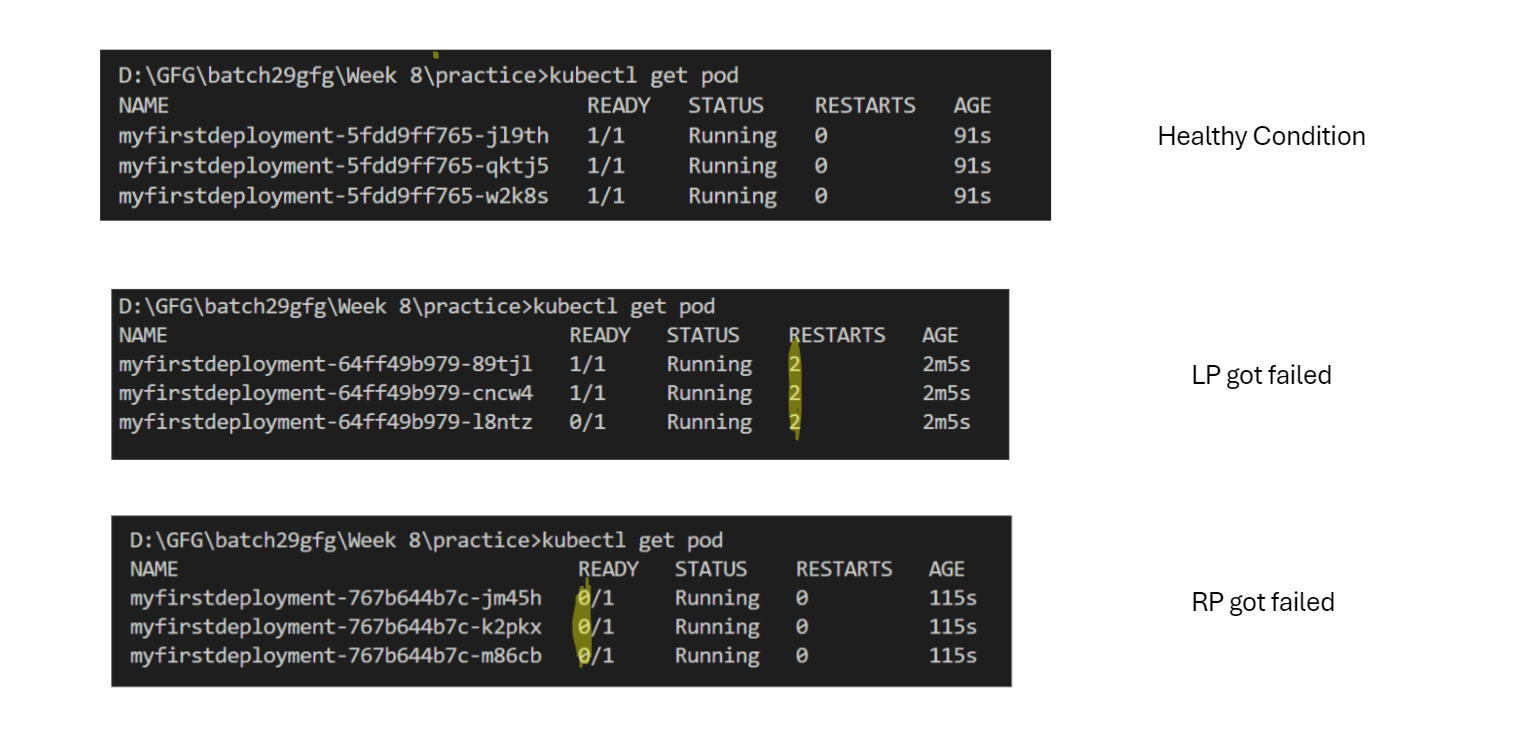 D:\GFG\batch29gfg\Week 8\practice>kubectl get pod
NAME READY STATUS RESTARTS AGE
myfirstdeployment-5fdd9ff765-jl9th 1/1 Running 0 91s
myfirstdeployment-5fdd9ff765-qktj5 1/1 Running 0 91s
myfirstdeployment-5fdd9ff765-w2k8s 1/1 Running 0 91s
Healthy Condition
D:\GFG\batch29gfg\Week 8\practice>kubectl get pod
NAME READY STATUS RESTARTS AGE
myfirstdeployment-64ff49b979-89tjl 1/1 Running 2 2m5s
myfirstdeployment-64ff49b979-cncw4 1/1 Running 2 2m5s
myfirstdeployment-64ff49b979-l8ntz 0/1 Running 2 2m5s
LP got failed
D:\GFG\batch29gfg\Week 8\practice>kubectl get pod
NAME READY STATUS RESTARTS AGE
myfirstdeployment-767b644b7c-jm45h 0/1 Running 0 115s
myfirstdeployment-767b644b7c-k2pkx 0/1 Running 0 115s
myfirstdeployment-767b644b7c-m86cb 0/1 Running 0 115s
RP got failed